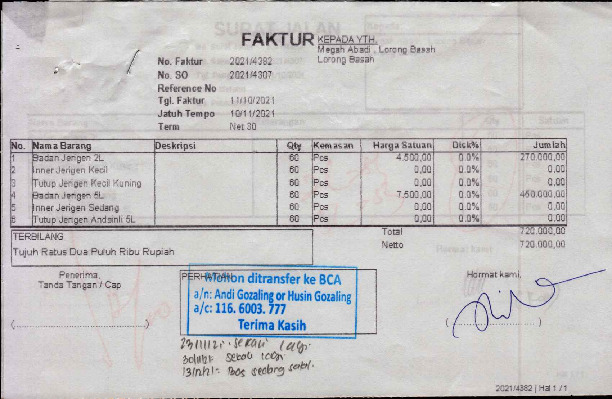 FAKTUR
KEPADA YTH.
Megah Abadi , Lorong Basah
Lorong Basah
No. Faktur 2021/4382
No. SO 2021/4307
Reference No
Tgl. Faktur 11/10/2021
Jatuh Tempo 10/11/2021
Term Net 30
No. Nama Barang Deskripsi Qty Kemasan Harga Satuan Disk% Jumlah
1 Badan Jerigen 2L 60 Pcs 4.500,00 0.0% 270.000,00
2 Inner Jerigen Kecil 60 Pcs 0,00 0.0% 0.00
3 Tutup Jerigen Kecil Kuning 60 Pcs 0,00 0.0% 0.00
4 Badan Jerigen 5L 60 Pcs 7.500,00 0.0% 450.000,00
5 Inner Jerigen Sedang 60 Pcs 0,00 0.0% 0.00
6 Tutup Jerigen Andsinli 5L 60 Pcs 0,00 0.0% 0.00
Total 720.000,00
Netto 720.000,00
TERBILANG
Tujuh Ratus Dua Puluh Ribu Rupiah
Penerima,
Tanda Tangan / Cap
Mohon ditransfer ke BCA
a/n: Andi Gozaling or Husin Gozaling
a/c: 116. 6003. 777
Terima Kasih
Hormat kami,
2021/4382 | Hal 1 / 1